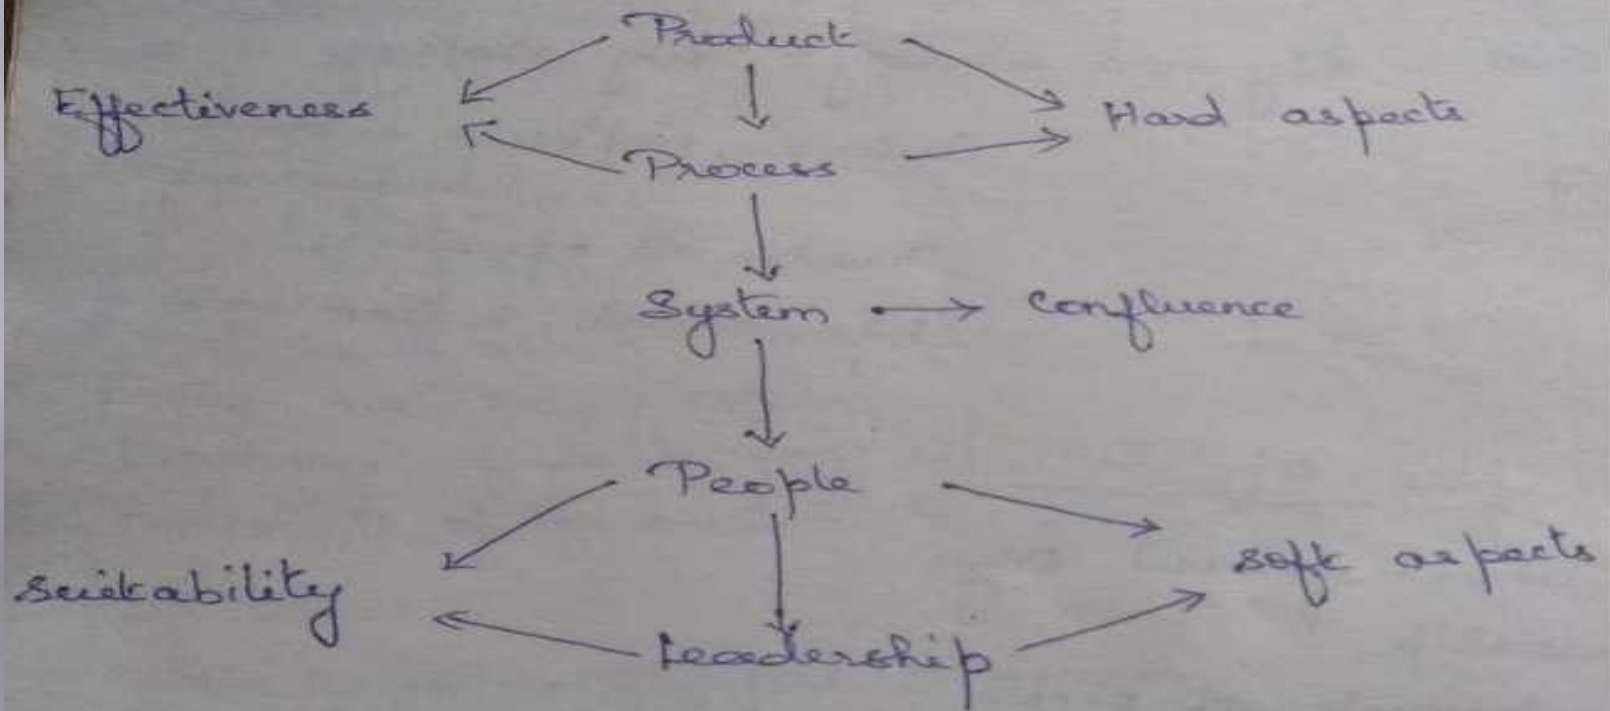 Product
Effectiveness Hard aspects
Process
System Confluence
People
Suitability soft aspects
Leadership